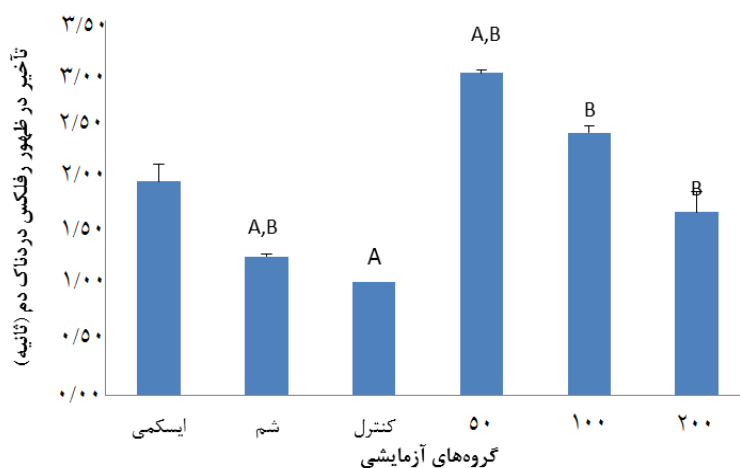 تأخیر در ظهور رفلکس دردناک دم (ثانیه)
۳/۵۰
۳/۰۰
۲/۵۰
۲/۰۰
۱/۵۰
۱/۰۰
۰/۵۰
۰/۰۰
A,B
A
A,B
B
B
ایسکمی
شم
کنترل
۵۰
۱۰۰
۲۰۰
گروه‌های آزمایشی